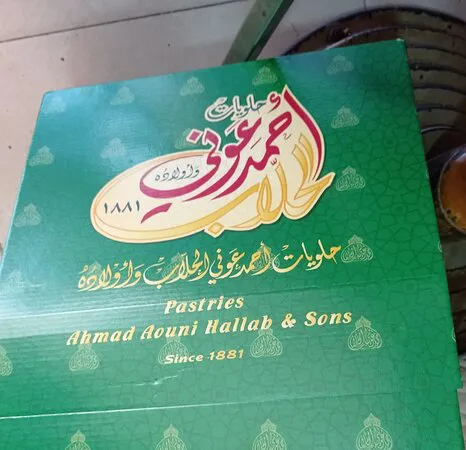 حلويات
أحمد عوني
وأولاده
الحلاب
١٨٨١
حلويات أحمد عوني الحلاب وأولاده
Pastries
Ahmad Aouni Hallab & Sons
Since 1881